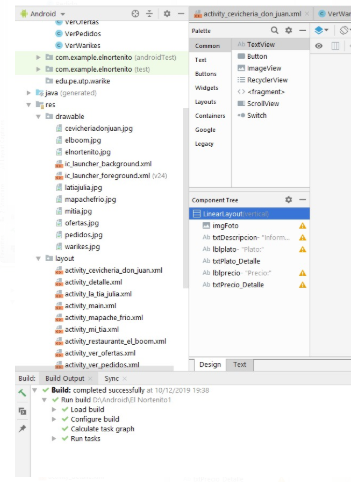 Android
activity_cevicheria_don_juan.xml
VerWar
VerOfertas
VerPedidos
VerWarikes
com.example.elnortenito (androidTest)
com.example.elnortenito (test)
edu.pe.utp.warike
java (generated)
res
drawable
cevicheriadonjuan.jpg
elboom.jpg
elnortenito.jpg
ic_launcher_background.xml
ic_launcher_foreground.xml (v24)
latiajulia.jpg
mapachefrio.jpg
mitia.jpg
ofertas.jpg
pedidos.jpg
warikes.jpg
layout
activity_cevicheria_don_juan.xml
activity_detalle.xml
activity_la_tia_julia.xml
activity_main.xml
activity_mapache_frio.xml
activity_mi_tia.xml
activity_restaurante_el_boom.xml
activity_ver_ofertas.xml
activity_ver_pedidos.xml
Palette
Common
Text
Buttons
Widgets
Layouts
Containers
Google
Legacy
Ab TextView
Button
ImageView
RecyclerView
<> <fragment>
ScrollView
Switch
Component Tree
LinearLayout(vertical)
imgFoto
Ab txtDescripcion- "Inform...
Ab lblplato- "Plato:"
Ab txtPlato_Detalle
Ab lblprecio- "Precio:"
Ab txtPrecio_Detalle
Design Text
Build: Build Output × Sync ×
Build: completed successfully at 10/12/2019 19:38
Run build D:\Android\El Nortenito1
Load build
Configure build
Calculate task graph
Run tasks